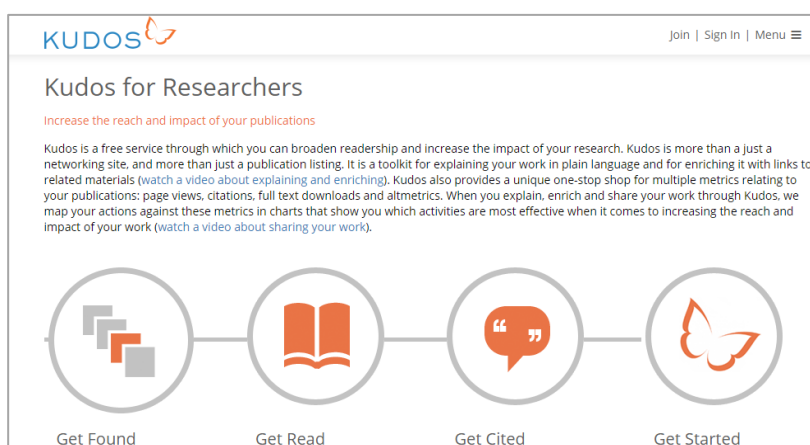 KUDOS
Join | Sign In | Menu
Kudos for Researchers
Increase the reach and impact of your publications
Kudos is a free service through which you can broaden readership and increase the impact of your research. Kudos is more than a just a
networking site, and more than just a publication listing. It is a toolkit for explaining your work in plain language and for enriching it with links to
related materials (watch a video about explaining and enriching). Kudos also provides a unique one-stop shop for multiple metrics relating to
your publications: page views, citations, full text downloads and altmetrics. When you explain, enrich and share your work through Kudos, we
map your actions against these metrics in charts that show you which activities are most effective when it comes to increasing the reach and
impact of your work (watch a video about sharing your work).
Get Found
Get Read
Get Cited
Get Started